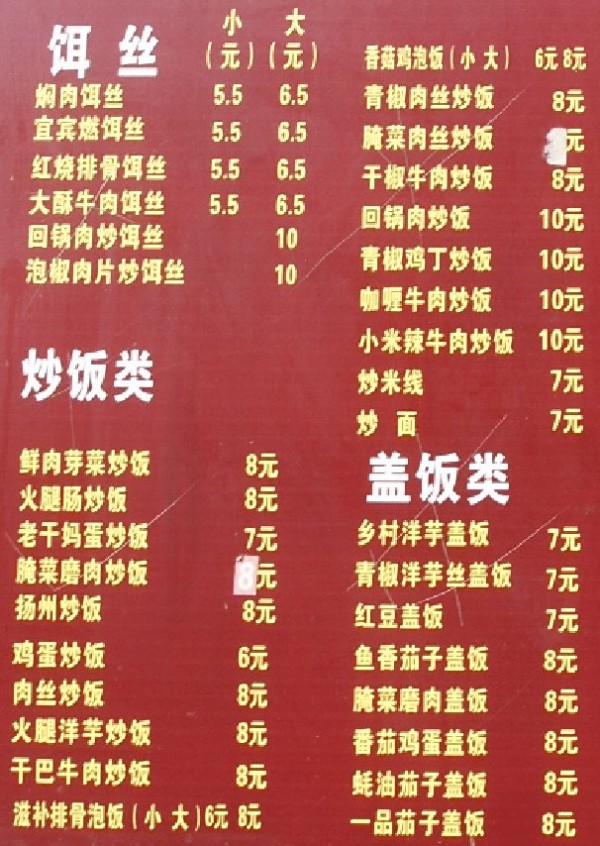 饵丝 小(元) 大(元)
焖肉饵丝 5.5 6.5
宜宾燃饵丝 5.5 6.5
红烧排骨饵丝 5.5 6.5
大酥牛肉饵丝 5.5 6.5
回锅肉炒饵丝 10
泡椒肉片炒饵丝 10
炒饭类
鲜肉芽菜炒饭 8元
火腿肠炒饭 8元
老干妈蛋炒饭 7元
腌菜磨肉炒饭 8元
扬州炒饭 8元
鸡蛋炒饭 6元
肉丝炒饭 8元
火腿洋芋炒饭 8元
干巴牛肉炒饭 8元
滋补排骨泡饭(小 大)6元 8元
香菇鸡泡饭(小 大) 6元 8元
青椒肉丝炒饭 8元
腌菜肉丝炒饭 元
干椒牛肉炒饭 8元
回锅肉炒饭 10元
青椒鸡丁炒饭 10元
咖喱牛肉炒饭 10元
小米辣牛肉炒饭 10元
炒米线 7元
炒 面 7元
盖饭类
乡村洋芋盖饭 7元
青椒洋芋丝盖饭 7元
红豆盖饭 7元
鱼香茄子盖饭 8元
腌菜磨肉盖饭 8元
番茄鸡蛋盖饭 8元
蚝油茄子盖饭 8元
一品茄子盖饭 8元